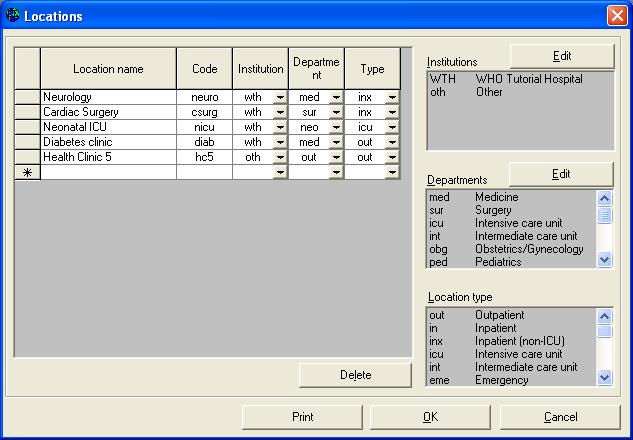 Locations
Location name Code Institution Departme
nt Type
Neurology neuro wth med inx
Cardiac Surgery csurg wth sur inx
Neonatal ICU nicu wth neo icu
Diabetes clinic diab wth med out
Health Clinic 5 hc5 oth out out
Delete
Institutions Edit
WTH WHO Tutorial Hospital
oth Other
Departments Edit
med Medicine
sur Surgery
icu Intensive care unit
int Intermediate care unit
obg Obstetrics/Gynecology
ped Pediatrics
Location type
out Outpatient
in Inpatient
inx Inpatient (non-ICU)
icu Intensive care unit
int Intermediate care unit
eme Emergency
Print OK Cancel